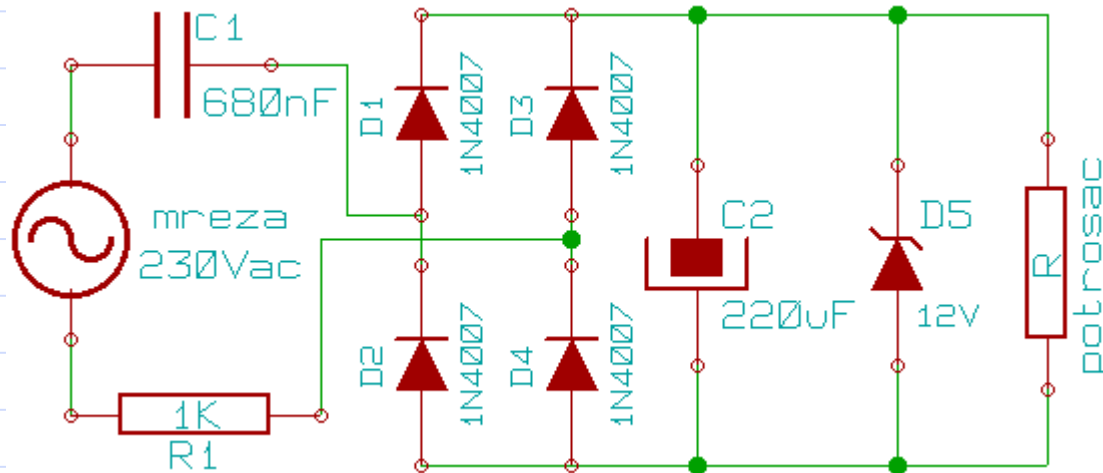 C1
680nF
D1
1N4007
D3
1N4007
mreza
230Vac
C2
220uF
D5
12V
R
potrosac
D2
1N4007
D4
1N4007
1K
R1